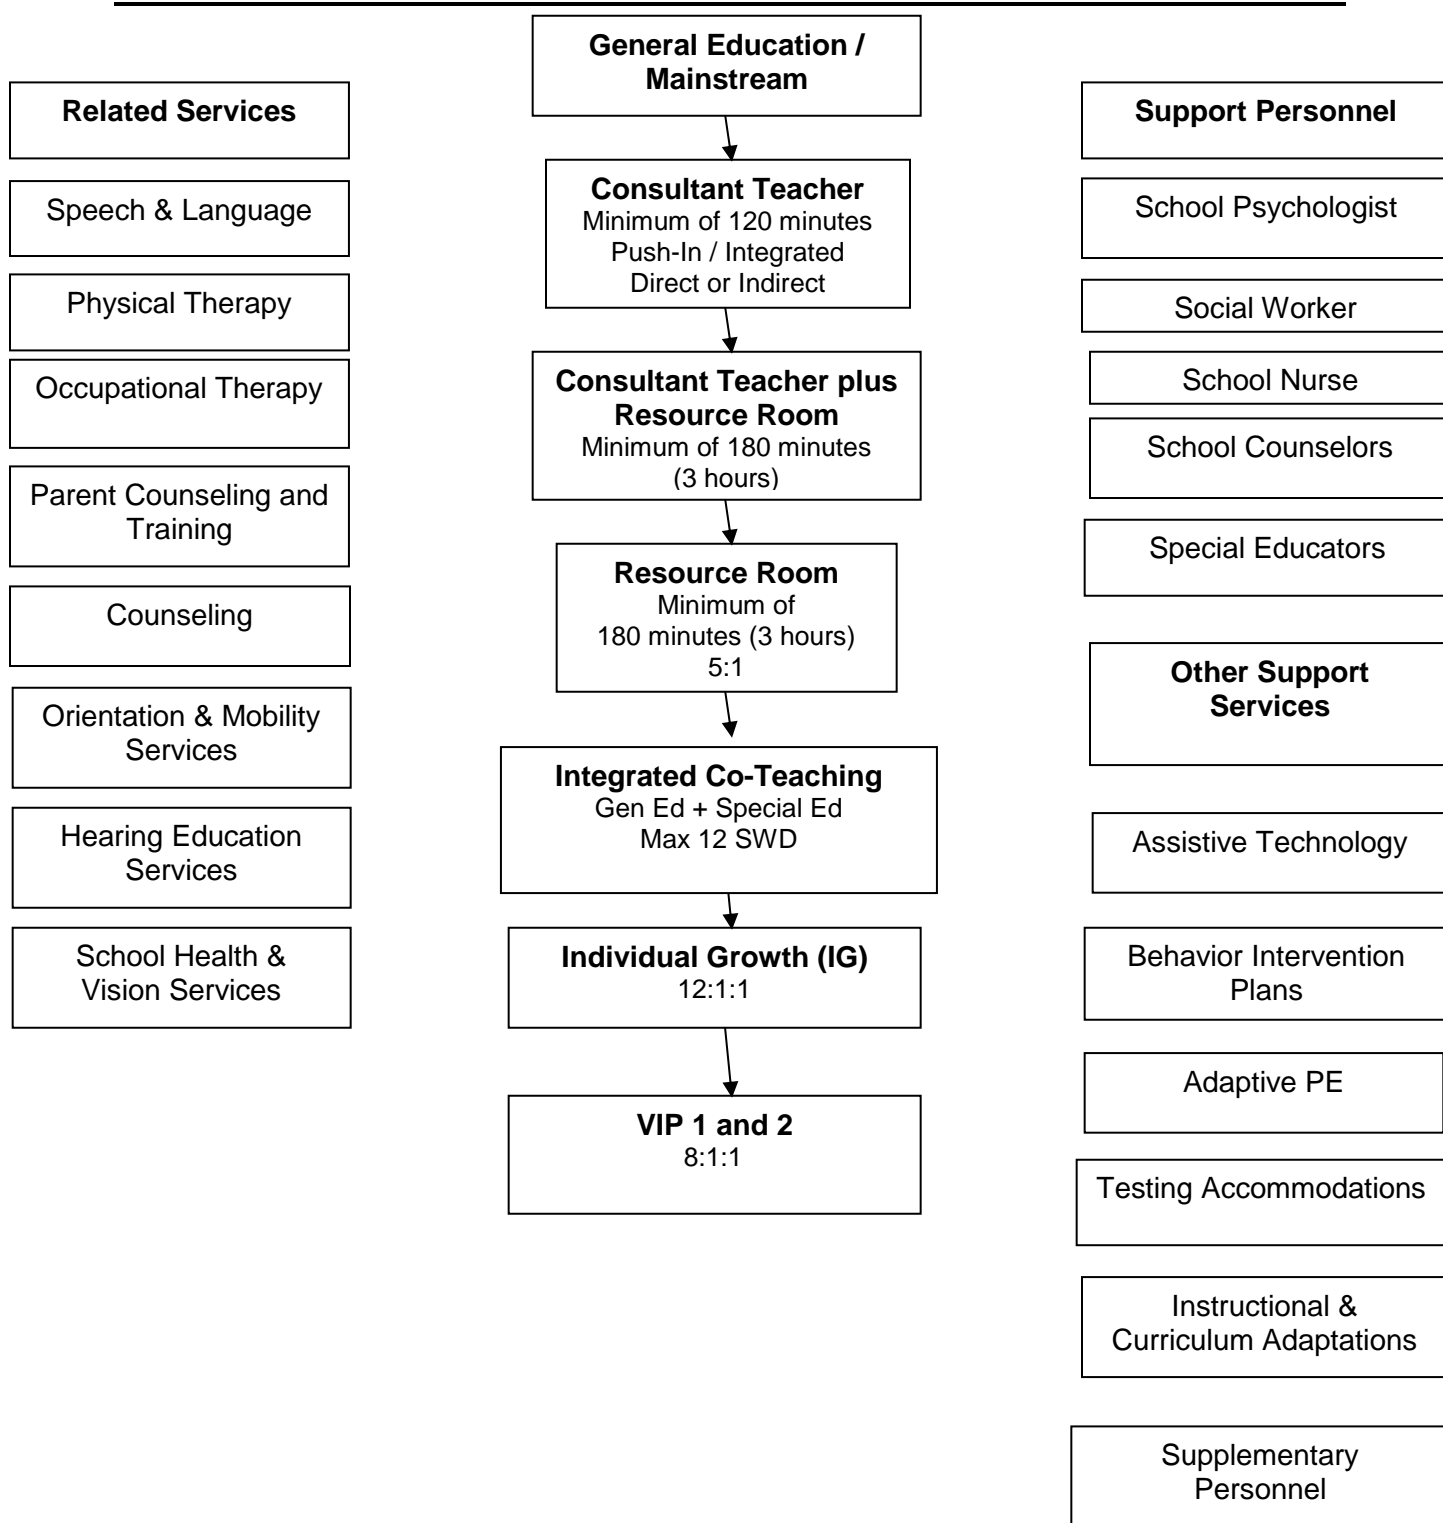 General Education /
Mainstream
Related Services
Support Personnel
Consultant Teacher
Minimum of 120 minutes
Push-In / Integrated
Direct or Indirect
Speech & Language
School Psychologist
Physical Therapy
Social Worker
Occupational Therapy
Consultant Teacher plus
Resource Room
Minimum of 180 minutes
(3 hours)
School Nurse
School Counselors
Parent Counseling and
Training
Special Educators
Counseling
Resource Room
Minimum of
180 minutes (3 hours)
5:1
Other Support
Services
Orientation & Mobility
Services
Integrated Co-Teaching
Gen Ed + Special Ed
Max 12 SWD
Hearing Education
Services
Assistive Technology
School Health &
Vision Services
Individual Growth (IG)
12:1:1
Behavior Intervention
Plans
Adaptive PE
VIP 1 and 2
8:1:1
Testing Accommodations
Instructional &
Curriculum Adaptations
Supplementary
Personnel